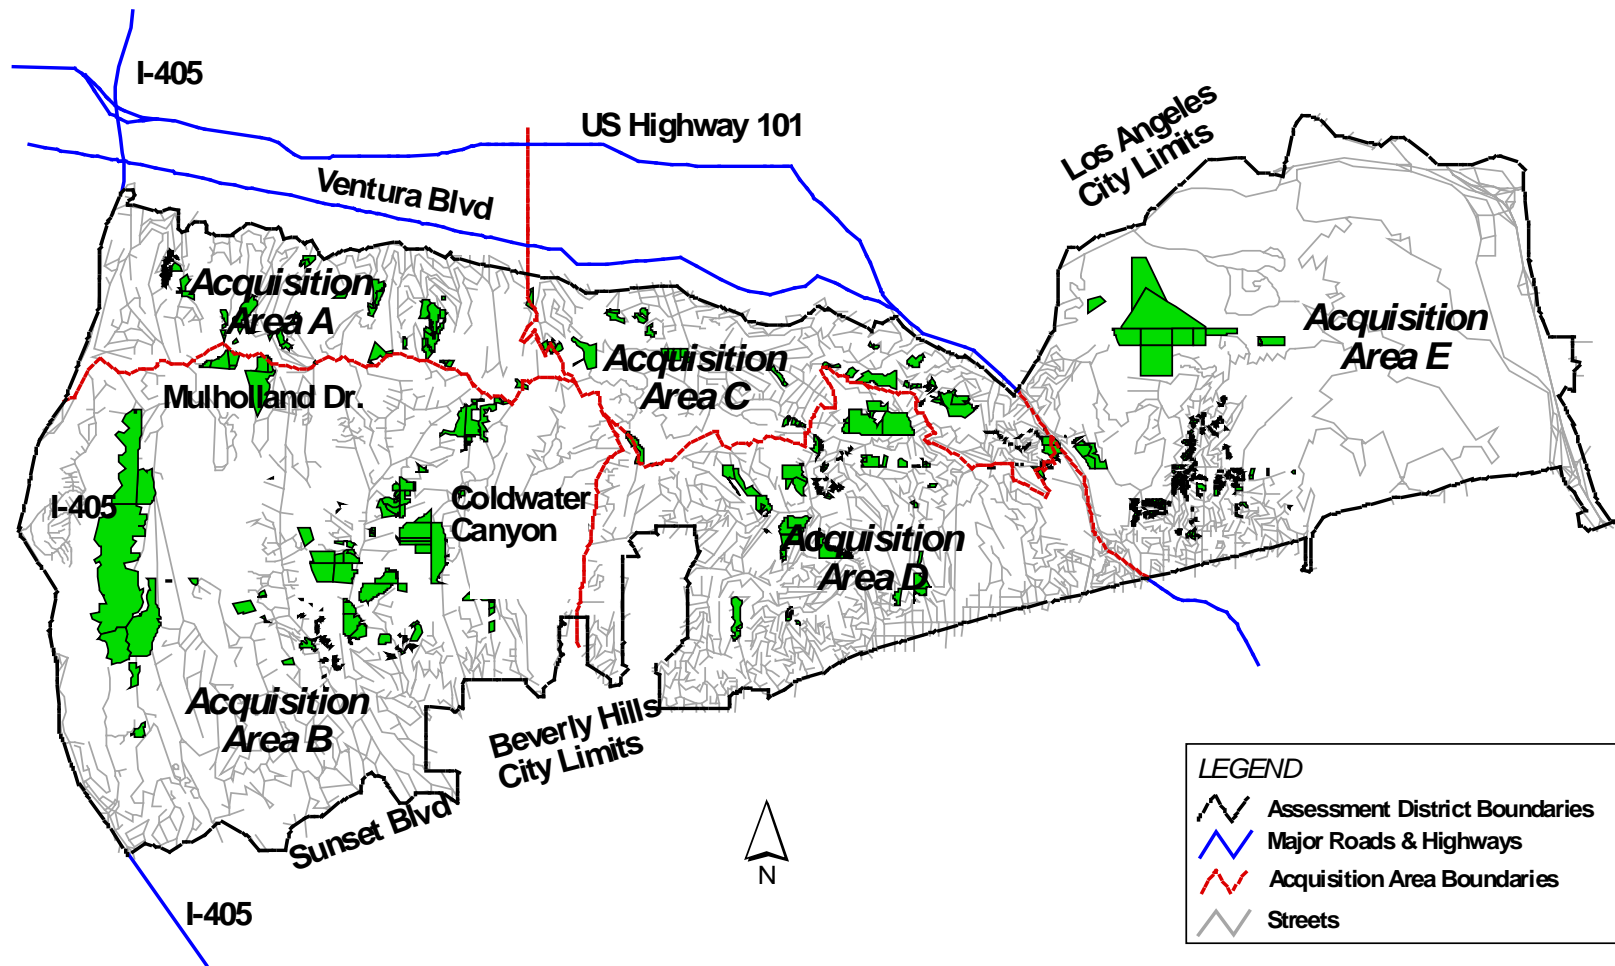 I-405
US Highway 101
Los Angeles
City Limits
Ventura Blvd
Acquisition
Area A
Acquisition
Area E
Acquisition
Area C
Mulholland Dr.
I-405
Coldwater
Canyon
Acquisition
Area D
Acquisition
Area B
Beverly Hills
City Limits
Sunset Blvd
N
I-405
LEGEND
Assessment District Boundaries
Major Roads & Highways
Acquisition Area Boundaries
Streets